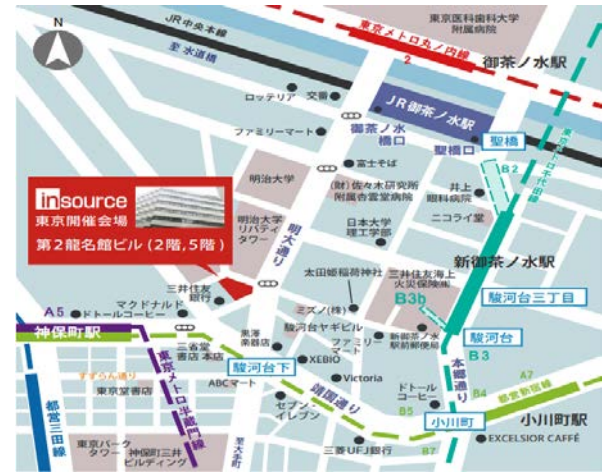 N
JR中央本線
至 水道橋
東京メトロ丸ノ内線
2
東京医科歯科大学
附属病院
御茶ノ水駅
ロッテリア
交番
JR御茶ノ水駅
ファミリーマート
御茶ノ水
橋口
聖橋口
聖橋
東京メトロ千代田線
B2
富士そば
明治大学
(財)佐々木研究所
附属杏雲堂病院
井上
眼科病院
ニコライ堂
insource
東京開催会場
第2龍名館ビル (2階,5階)
明治大学
リバティ
タワー
明大通り
日本大学
理工学部
新御茶ノ水駅
太田姫稲荷神社
三井住友海上
火災保険㈱
B3b
駿河台三丁目
三井住友
銀行
マクドナルド
A5
ドトールコーヒー
ミズノ(株)
駿河台
神保町駅
黒澤
楽器店
駿河台ヤギビル
ファミリー
マート
新御茶ノ水
駅前郵便局
B3
三省堂
書店 本店
駿河台下
XEBIO
本郷通り
すずらん通り
東京堂書店
ABCマート
Victoria
ドトール
コーヒー
A7
B4
都営新宿線
東京メトロ半蔵門線
セブン-
イレブン
靖国通り
B5
小川町
小川町駅
都営三田線
東京パーク
タワー
神保町三井
ビルディング
至大手町
三菱UFJ銀行
B7
EXCELSIOR CAFFÉ